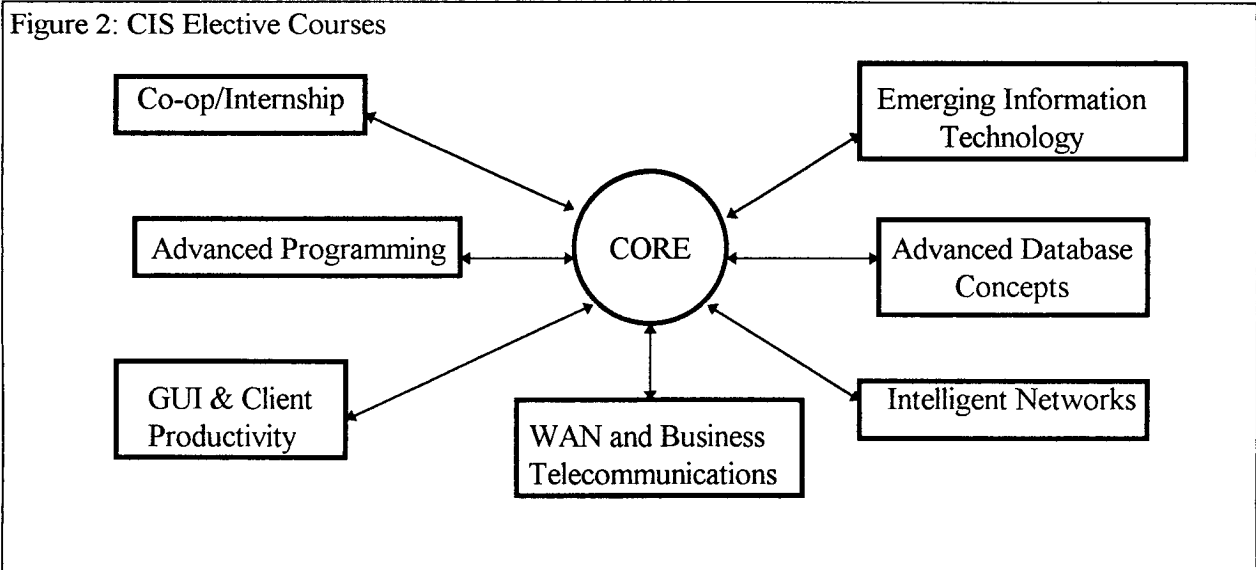 Figure 2: CIS Elective Courses
Co-op/Internship
Emerging Information
Technology
Advanced Programming
CORE
Advanced Database
Concepts
GUI & Client
Productivity
WAN and Business
Telecommunications
Intelligent Networks